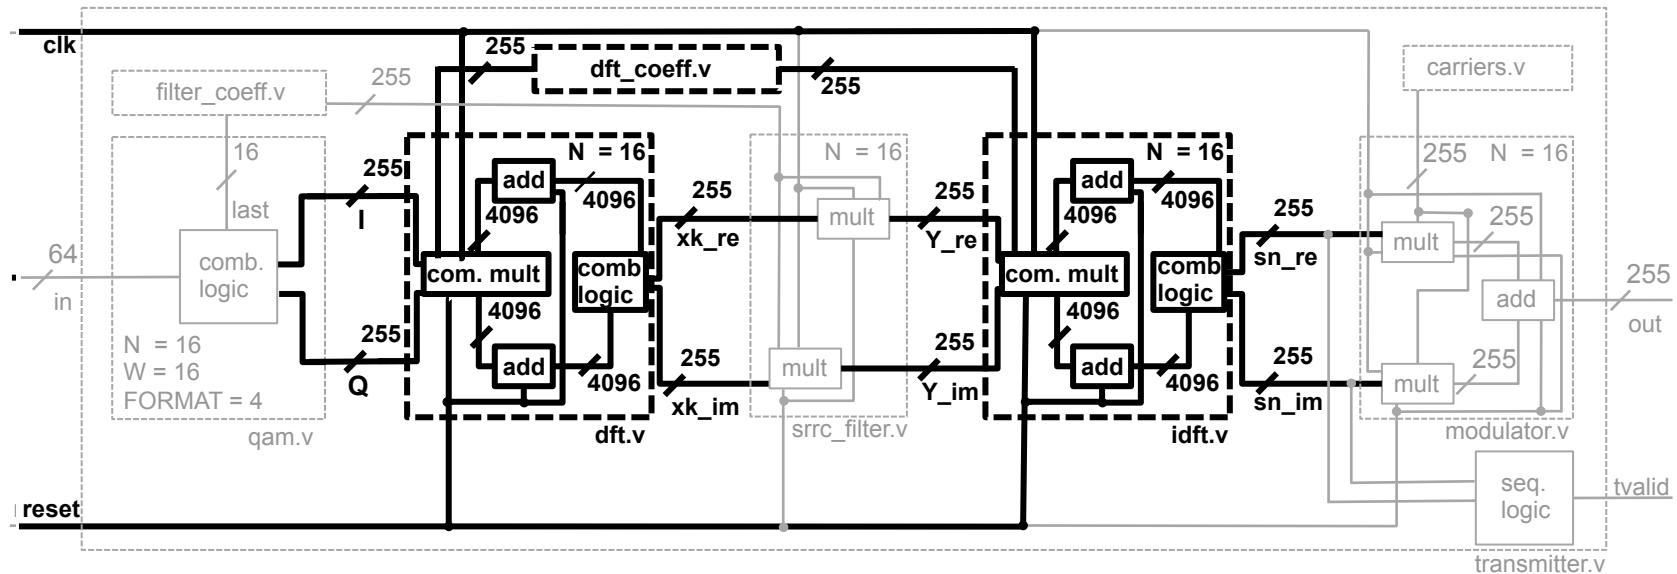 clk
255
dft_coeff.v
255
carriers.v
filter_coeff.v
255
16
last
64
in
comb.
logic
N = 16
W = 16
FORMAT = 4
qam.v
255
I
255
Q
N = 16
add
4096
4096
com. mult
comb
logic
4096
add
4096
dft.v
255
xk_re
255
xk_im
N = 16
mult
mult
srrc_filter.v
255
Y_re
255
Y_im
N = 16
add
4096
4096
com. mult
comb
logic
4096
add
4096
idft.v
255
sn_re
255
sn_im
255 N = 16
mult
255
add
mult
255
modulator.v
255
out
seq.
logic
tvalid
reset
transmitter.v